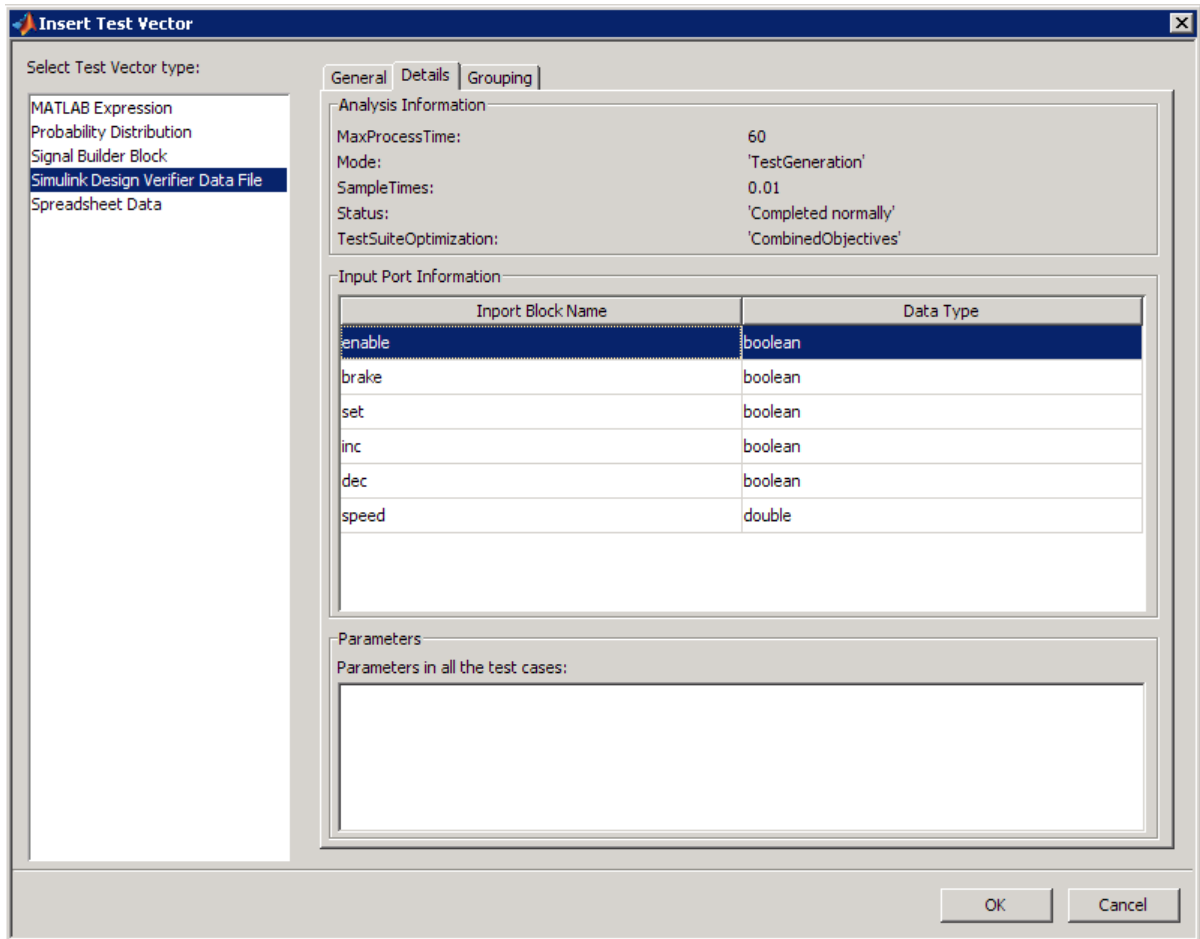 Insert Test Vector
Select Test Vector type:
MATLAB Expression
Probability Distribution
Signal Builder Block
Simulink Design Verifier Data File
Spreadsheet Data
General Details Grouping
Analysis Information
MaxProcessTime: 60
Mode: 'TestGeneration'
SampleTimes: 0.01
Status: 'Completed normally'
TestSuiteOptimization: 'CombinedObjectives'
Input Port Information
Inport Block Name Data Type
enable boolean
brake boolean
set boolean
inc boolean
dec boolean
speed double
Parameters
Parameters in all the test cases:
OK Cancel